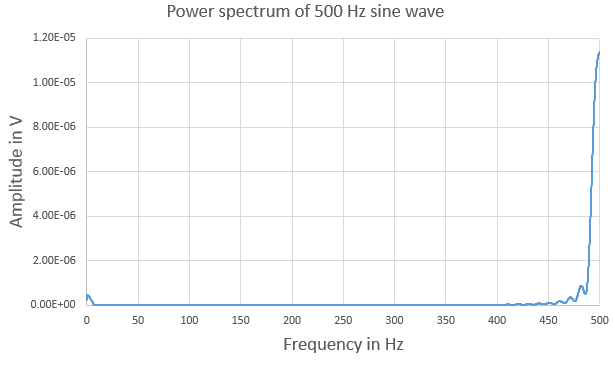 Power spectrum of 500 Hz sine wave
1.20E-05
1.00E-05
8.00E-06
6.00E-06
4.00E-06
2.00E-06
0.00E+00
Amplitude in V
0 50 100 150 200 250 300 350 400 450 500
Frequency in Hz